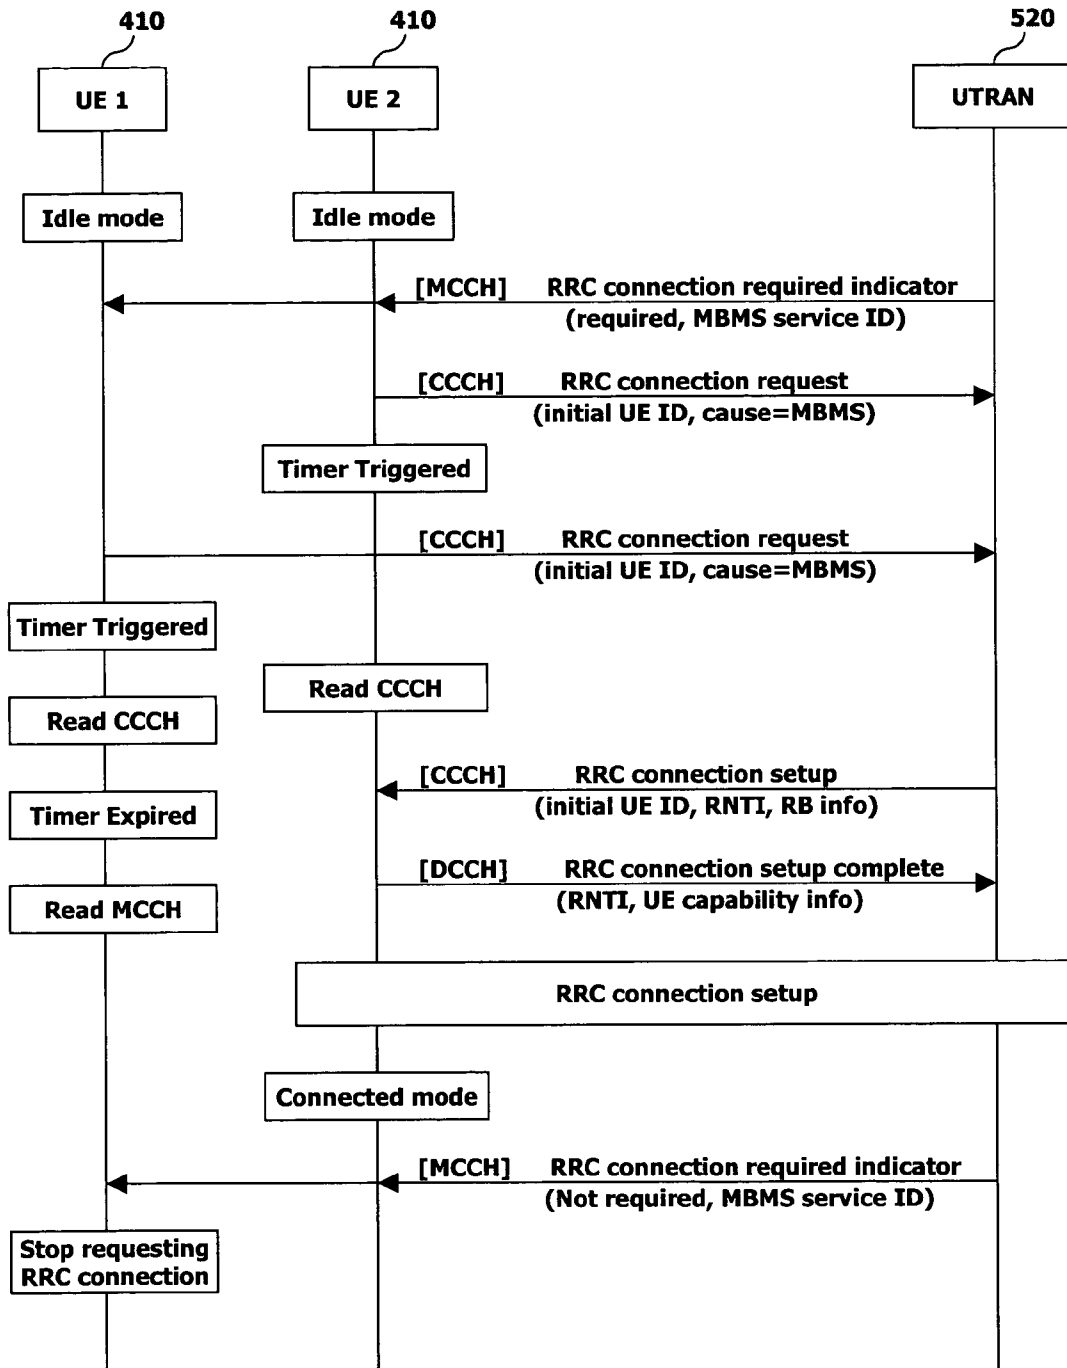 410
410
520
UE 1
UE 2
UTRAN
Idle mode
Idle mode
[MCCH] RRC connection required indicator
(required, MBMS service ID)
[CCCH] RRC connection request
(initial UE ID, cause=MBMS)
Timer Triggered
[CCCH] RRC connection request
(initial UE ID, cause=MBMS)
Timer Triggered
Read CCCH
Read CCCH
[CCCH] RRC connection setup
(initial UE ID, RNTI, RB info)
Timer Expired
[DCCH] RRC connection setup complete
(RNTI, UE capability info)
Read MCCH
RRC connection setup
Connected mode
[MCCH] RRC connection required indicator
(Not required, MBMS service ID)
Stop requesting
RRC connection